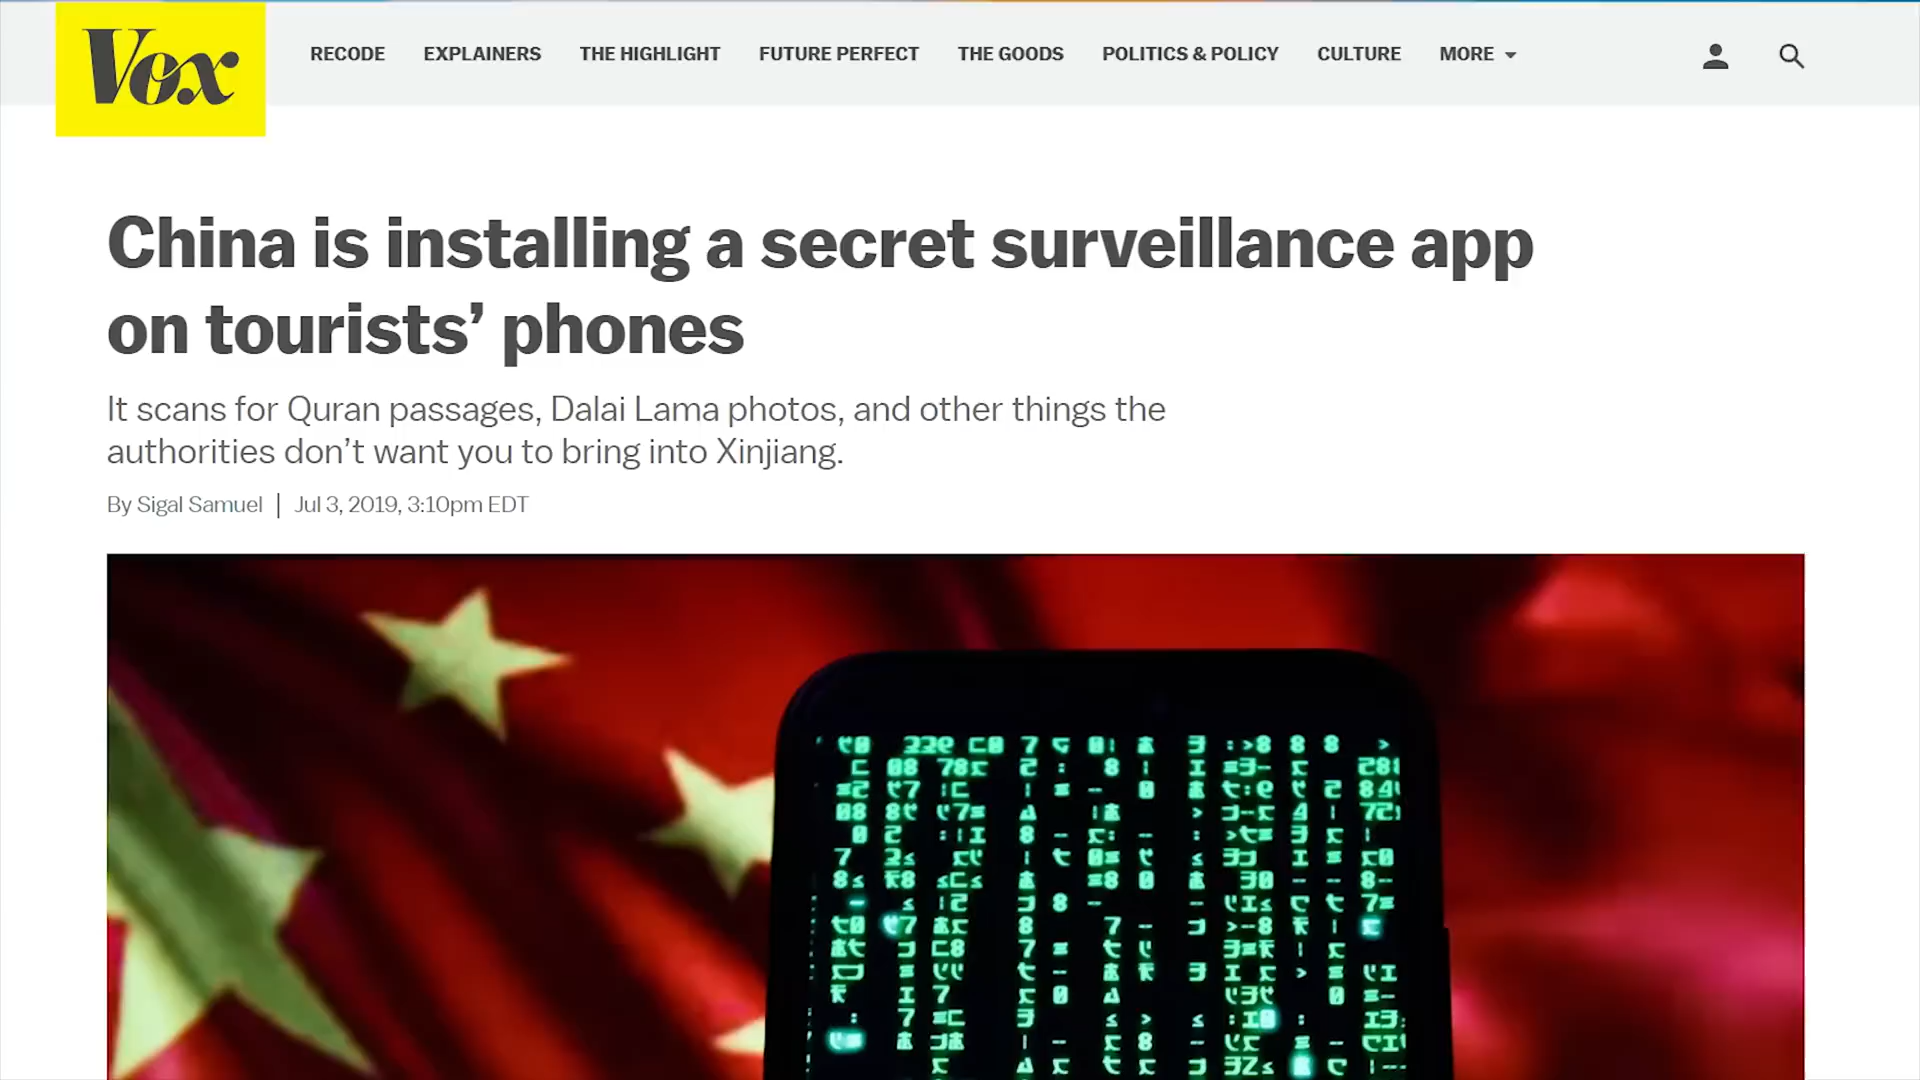 Vox
RECODE EXPLAINERS THE HIGHLIGHT FUTURE PERFECT THE GOODS POLITICS & POLICY CULTURE MORE
China is installing a secret surveillance app
on tourists’ phones
It scans for Quran passages, Dalai Lama photos, and other things the
authorities don’t want you to bring into Xinjiang.
By Sigal Samuel | Jul 3, 2019, 3:10pm EDT